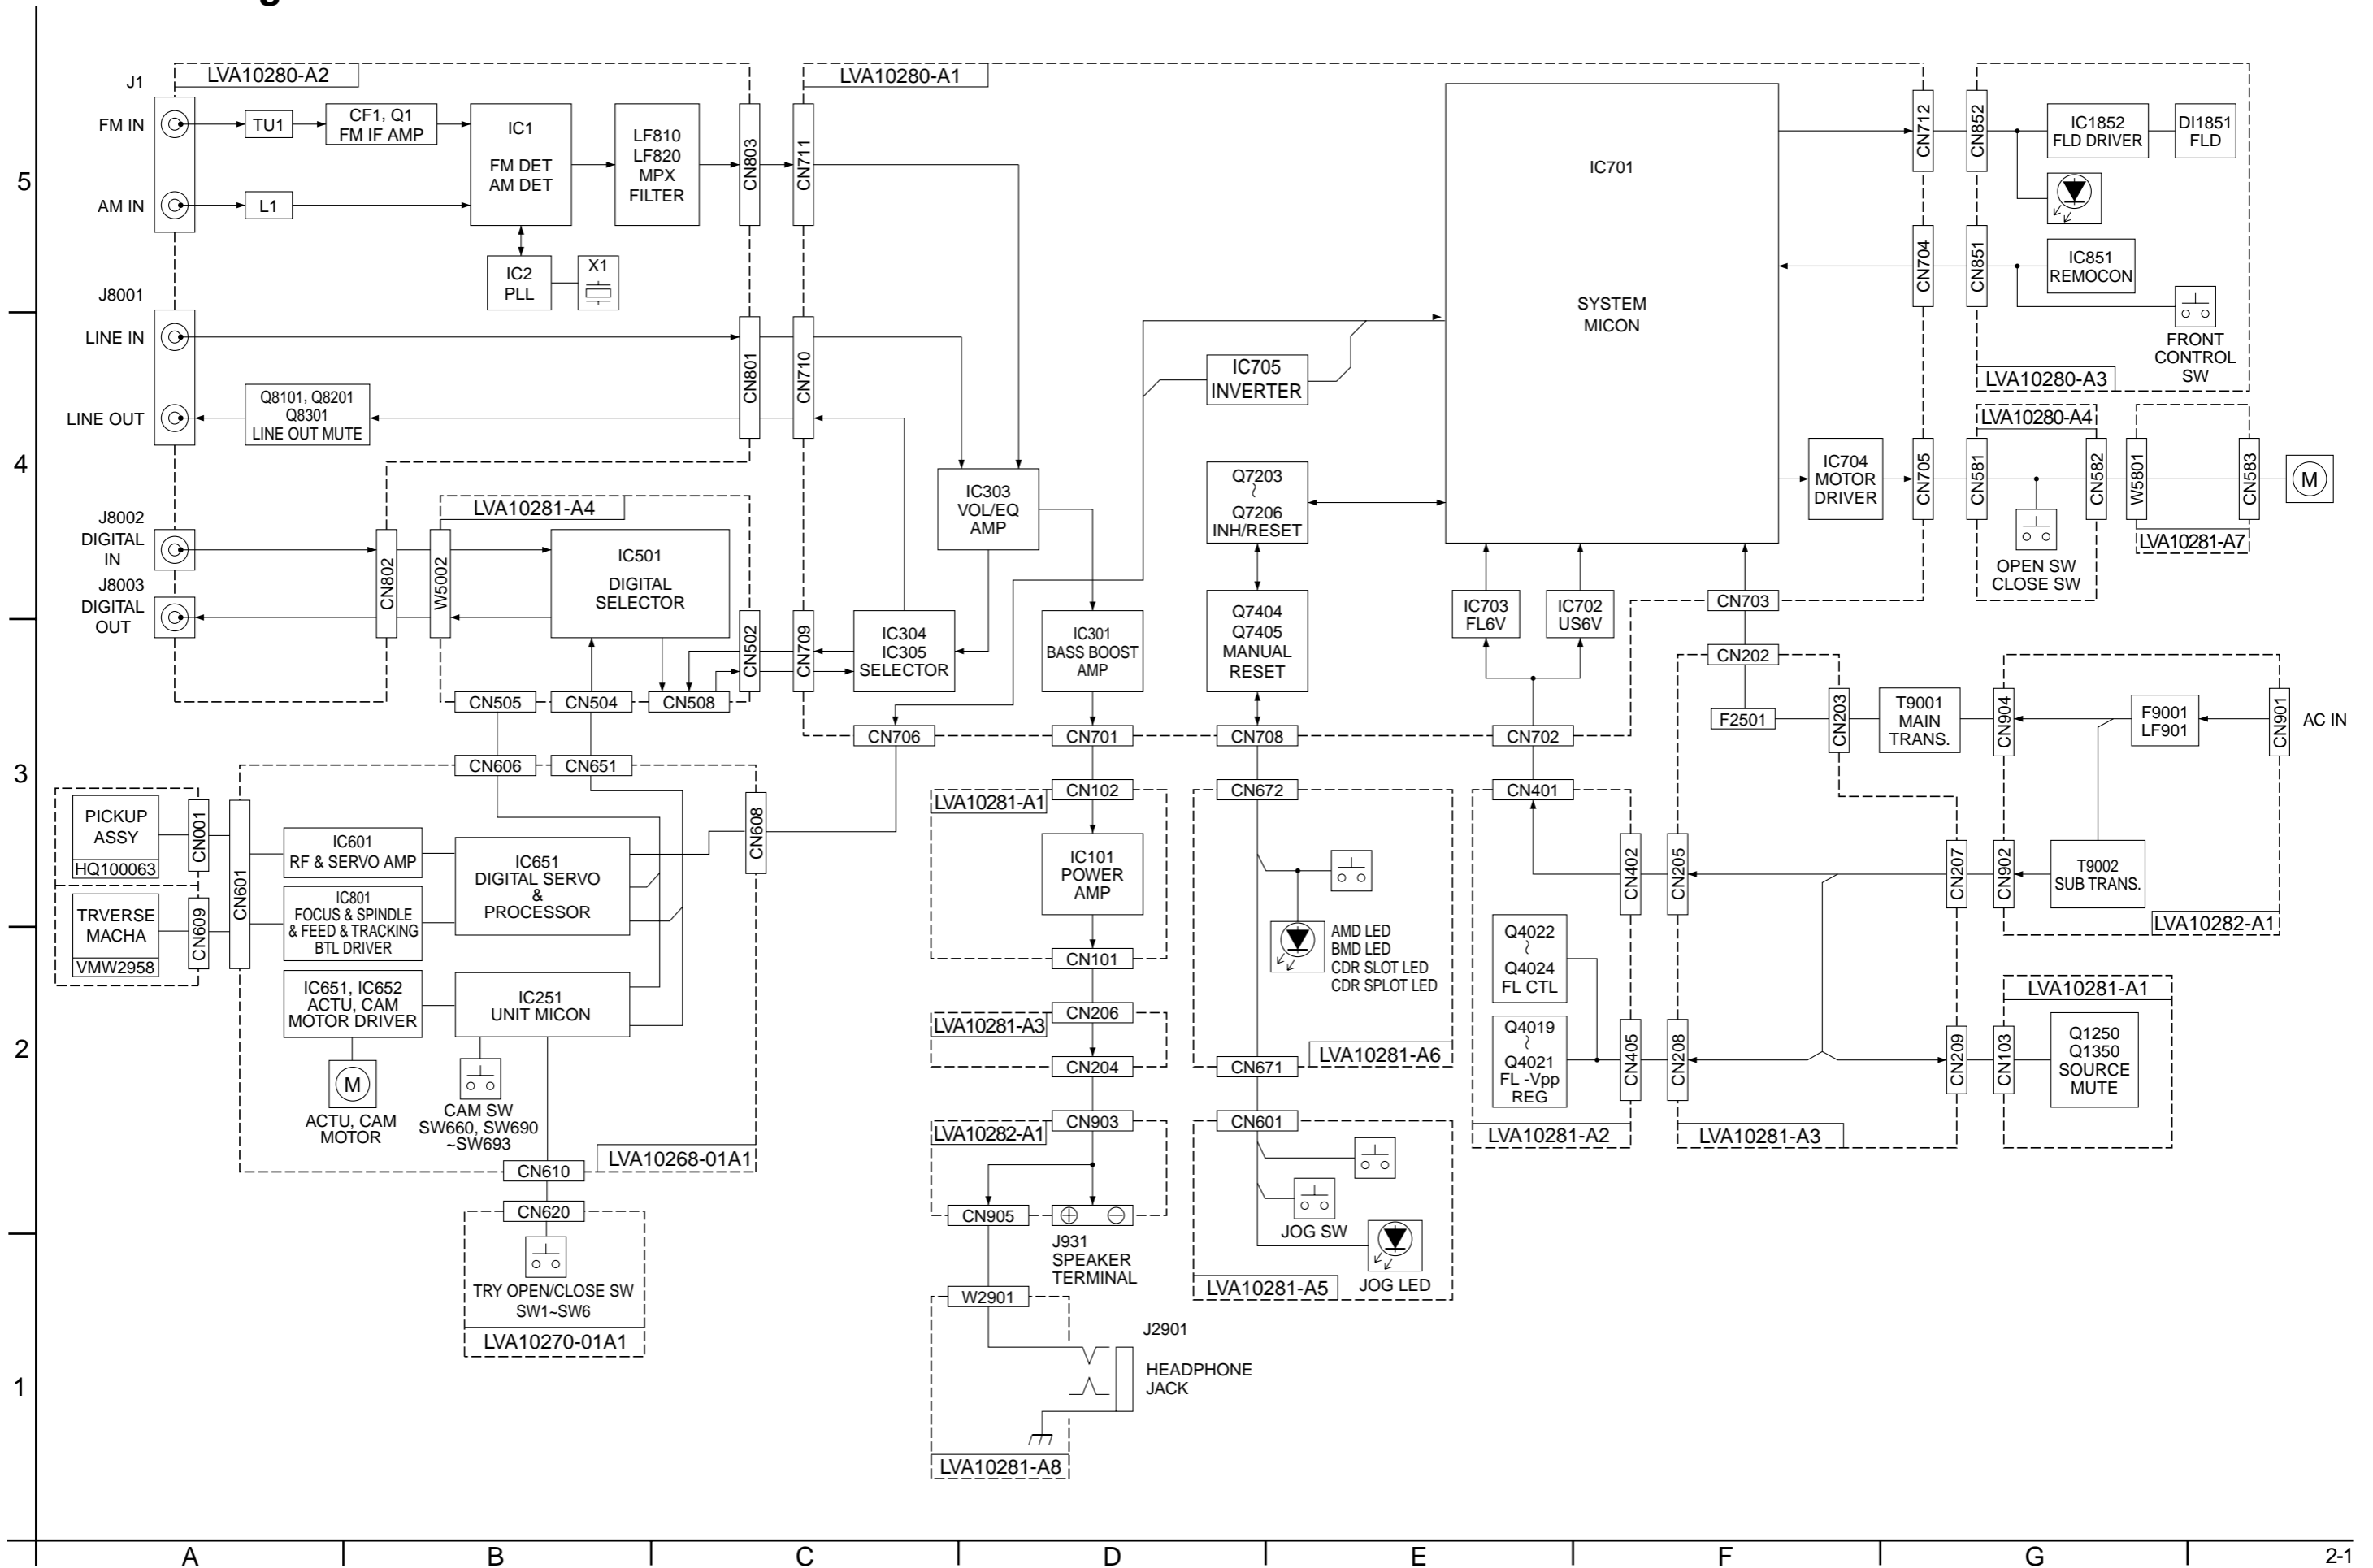 g
J1
LVA10280-A2
FM IN
TU1
CF1, Q1
FM IF AMP
IC1
FM DET
AM DET
LF810
LF820
MPX
FILTER
CN803
CN711
LVA10280-A1
AM IN
L1
IC2
PLL
X1
J8001
LINE IN
LINE OUT
Q8101, Q8201
Q8301
LINE OUT MUTE
CN801
CN710
J8002
DIGITAL
IN
J8003
DIGITAL
OUT
CN802
W5002
LVA10281-A4
IC501
DIGITAL
SELECTOR
CN502
CN709
CN505
CN504
CN508
IC303
VOL/EQ
AMP
IC304
IC305
SELECTOR
IC301
BASS BOOST
AMP
IC705
INVERTER
Q7203
~
Q7206
INH/RESET
Q7404
Q7405
MANUAL
RESET
IC701
SYSTEM
MICON
IC703
FL6V
IC702
US6V
IC704
MOTOR
DRIVER
CN712
CN704
CN705
CN703
CN852
CN851
IC1852
FLD DRIVER
DI1851
FLD
IC851
REMOCON
FRONT
CONTROL
SW
LVA10280-A3
LVA10280-A4
CN581
CN582
OPEN SW
CLOSE SW
W5801
CN583
LVA10281-A7
M
CN706
CN701
CN708
CN702
CN202
F2501
CN203
T9001
MAIN
TRANS.
CN904
F9001
LF901
CN901
AC IN
CN606
CN651
PICKUP
ASSY
HQ100063
CN001
TRVERSE
MACHA
VMW2958
CN609
CN601
IC601
RF & SERVO AMP
IC801
FOCUS & SPINDLE
& FEED & TRACKING
BTL DRIVER
IC651
DIGITAL SERVO
&
PROCESSOR
CN608
IC651, IC652
ACTU, CAM
MOTOR DRIVER
IC251
UNIT MICON
M
ACTU, CAM
MOTOR
CAM SW
SW660, SW690
~SW693
LVA10268-01A1
CN610
CN620
TRY OPEN/CLOSE SW
SW1~SW6
LVA10270-01A1
LVA10281-A1
CN102
IC101
POWER
AMP
CN101
LVA10281-A3
CN206
CN204
LVA10282-A1
CN903
CN905
J931
SPEAKER
TERMINAL
W2901
J2901
HEADPHONE
JACK
LVA10281-A8
CN672
AMD LED
BMD LED
CDR SLOT LED
CDR SPLOT LED
LVA10281-A6
CN671
CN601
JOG SW
JOG LED
LVA10281-A5
CN401
CN402
Q4022
~
Q4024
FL CTL
Q4019
~
Q4021
FL -Vpp
REG
CN405
LVA10281-A2
CN205
CN208
CN207
CN209
LVA10281-A3
CN902
T9002
SUB TRANS.
LVA10282-A1
LVA10281-A1
CN103
Q1250
Q1350
SOURCE
MUTE
5
4
3
2
1
A
B
C
D
E
F
G
2-1